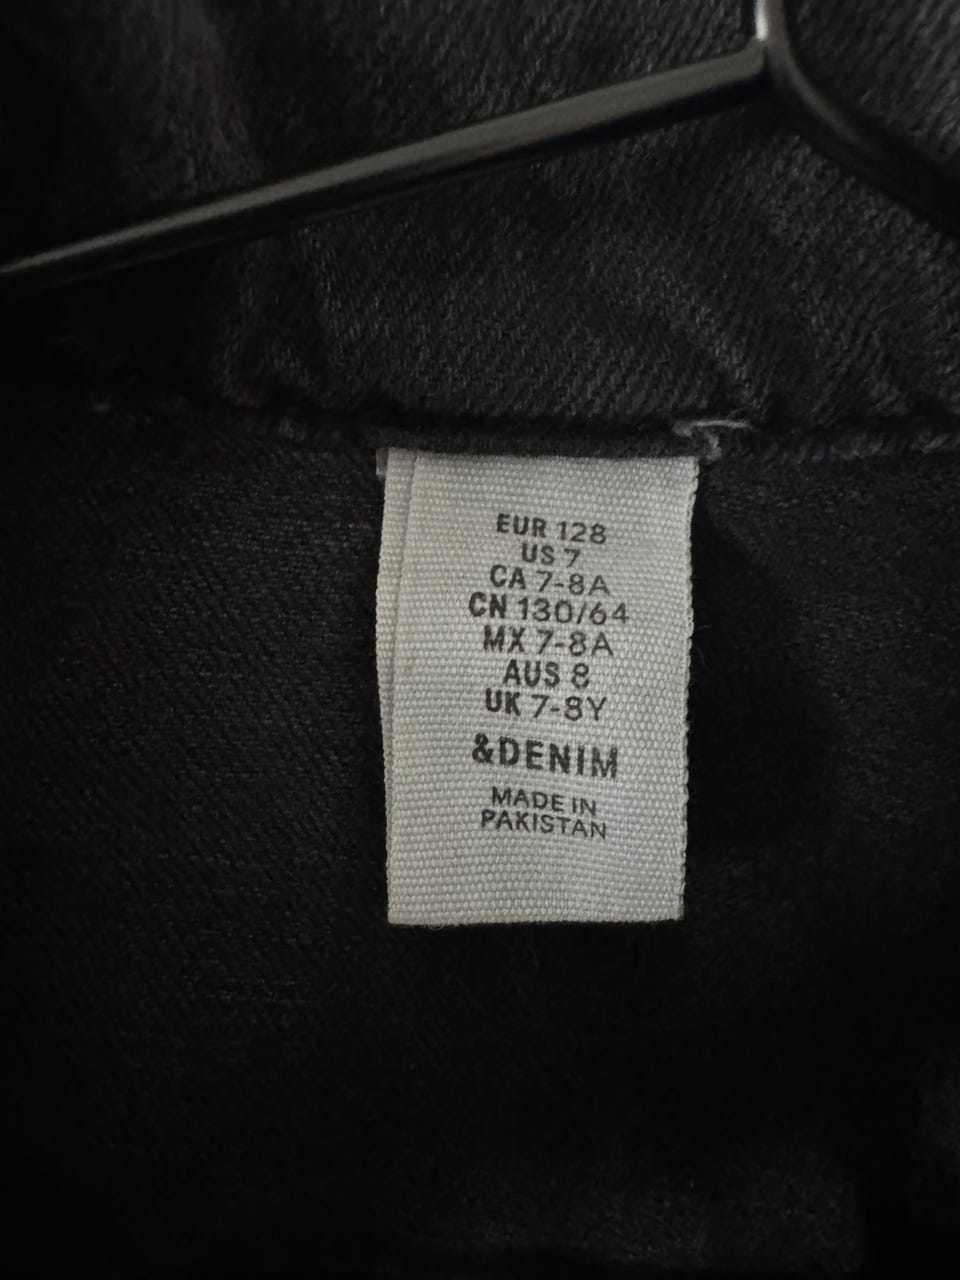 EUR 128
US 7
CA 7-8A
CN 130/64
MX 7-8A
AUS 8
UK 7-8Y
&DENIM
MADE IN
PAKISTAN